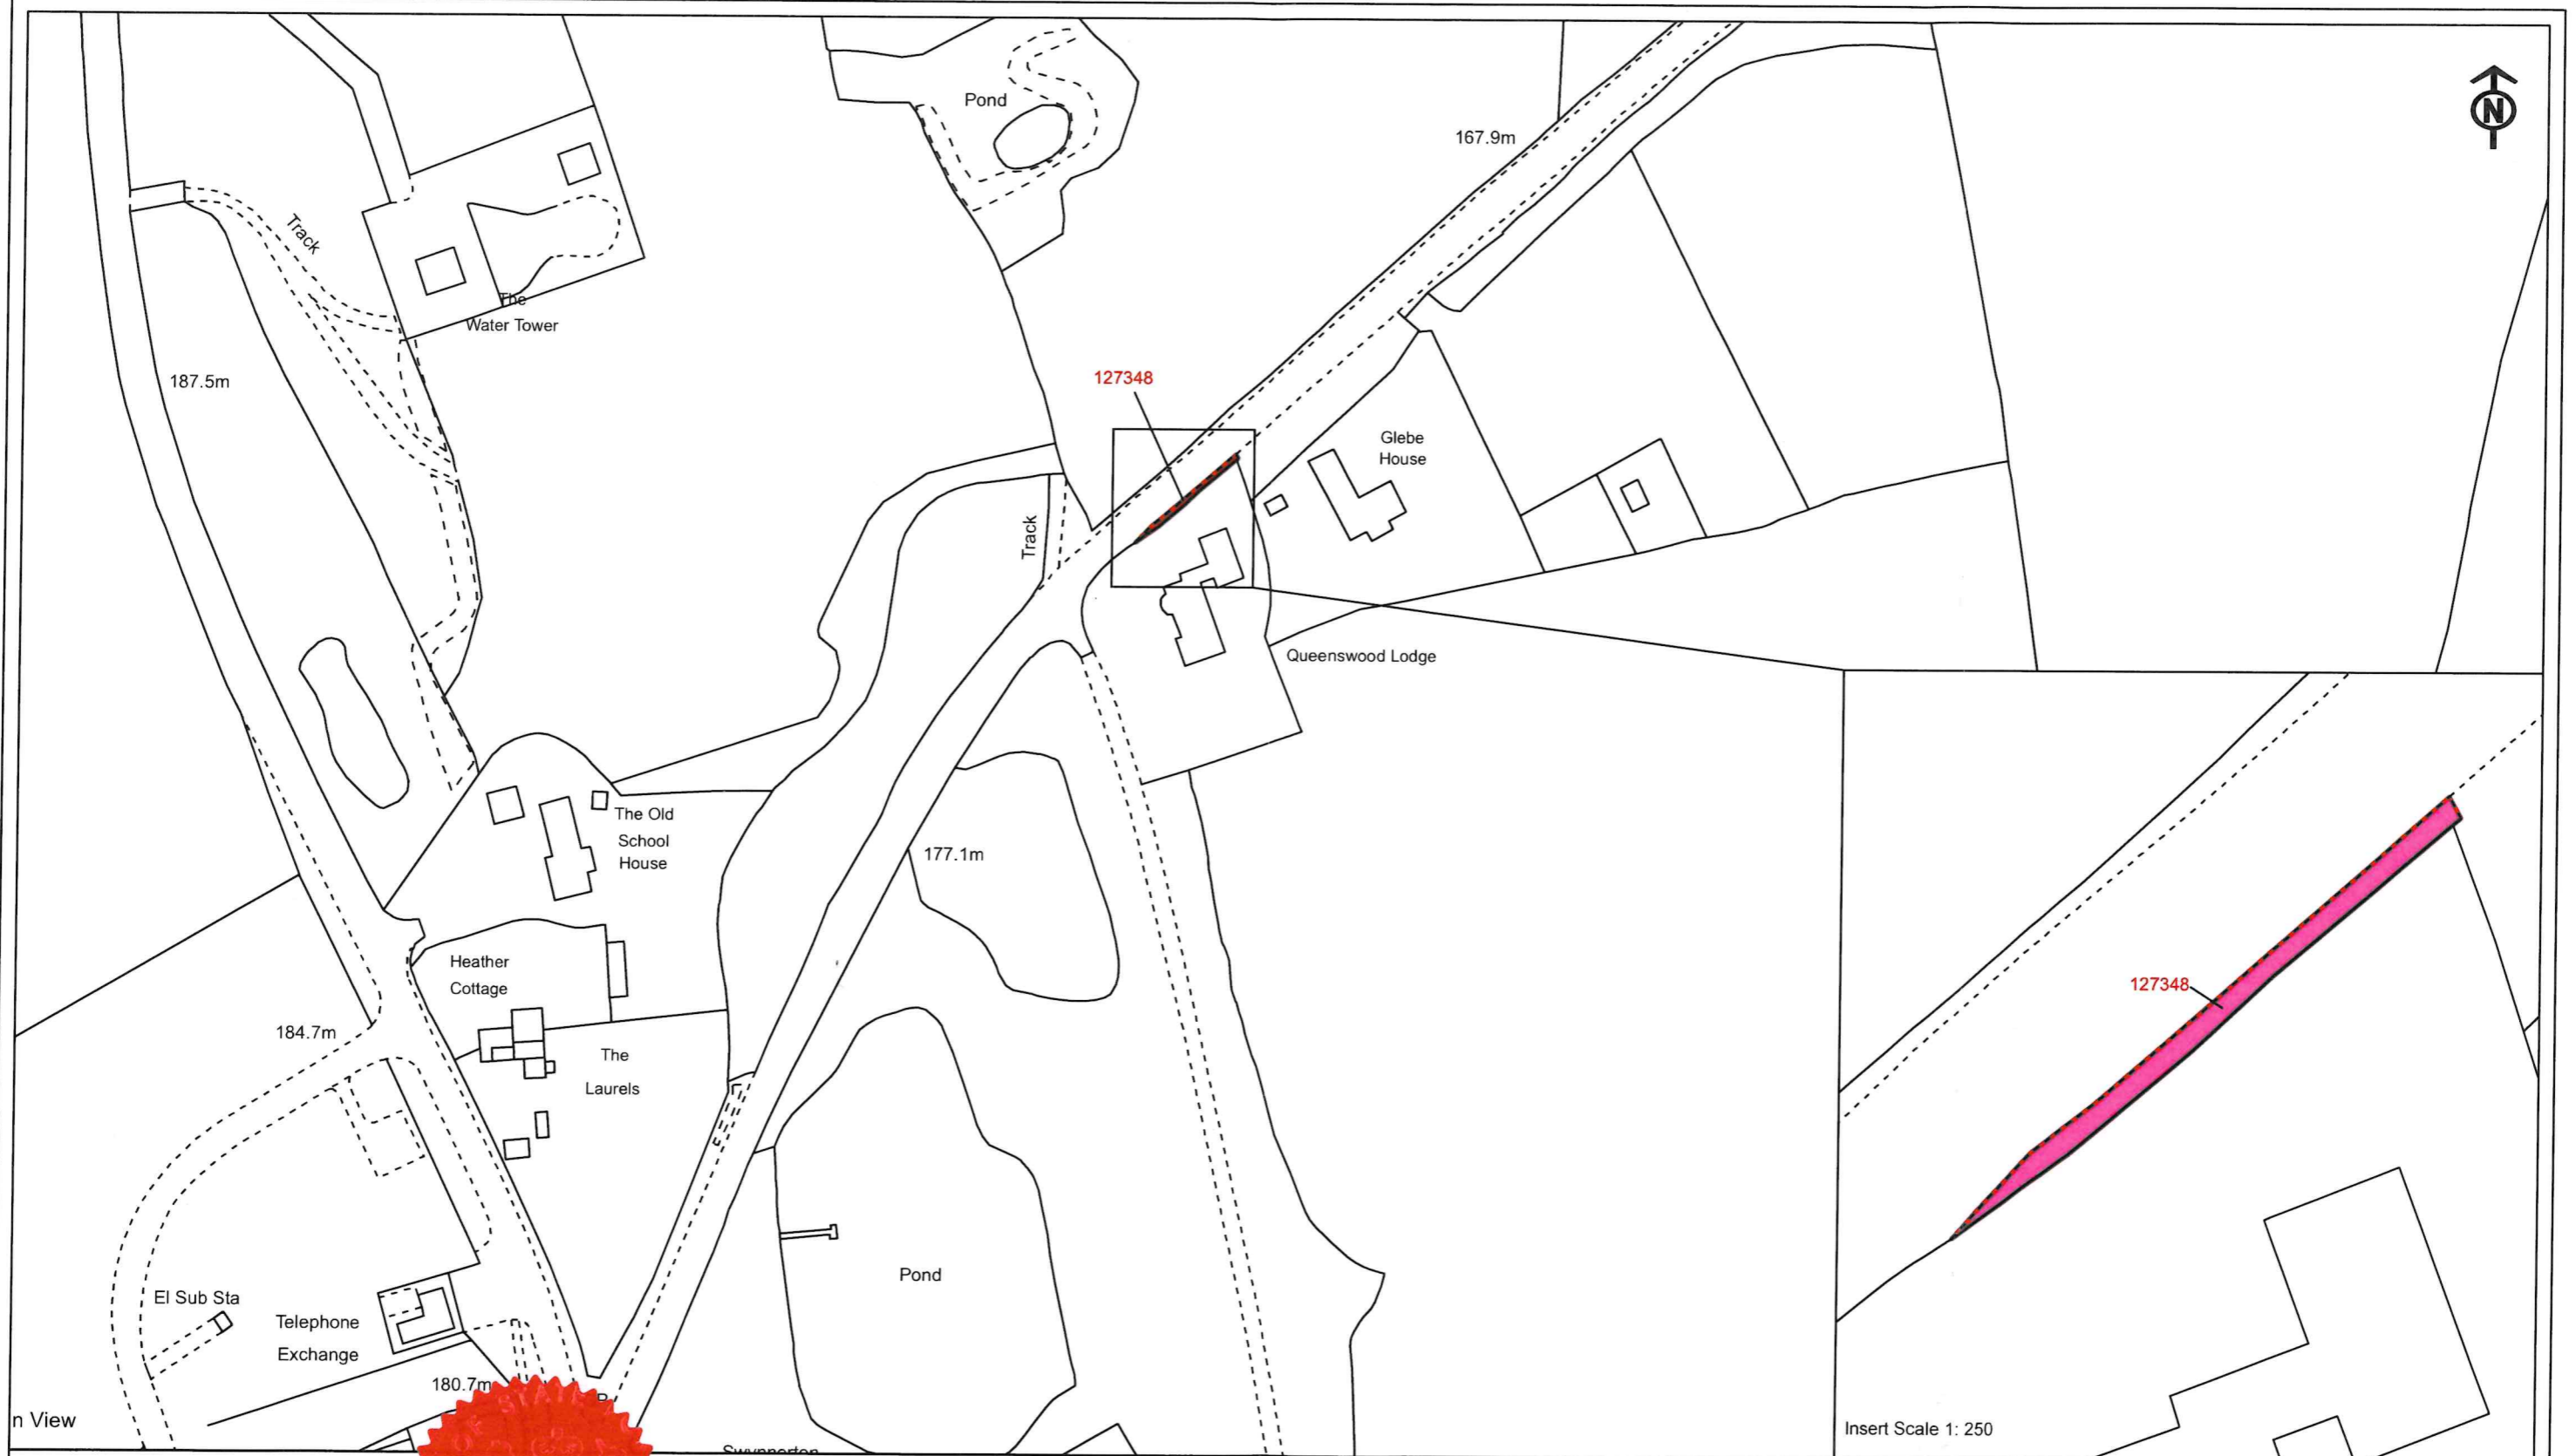 Pond
167.9m
N
Track
The
Water Tower
187.5m
127348
Glebe
House
Track
Queenswood Lodge
The Old
School
House
177.1m
127348
Heather
Cottage
184.7m
The
Laurels
Pond
El Sub Sta
Telephone
Exchange
180.7m
n View
Insert Scale 1: 250
Swynnerton